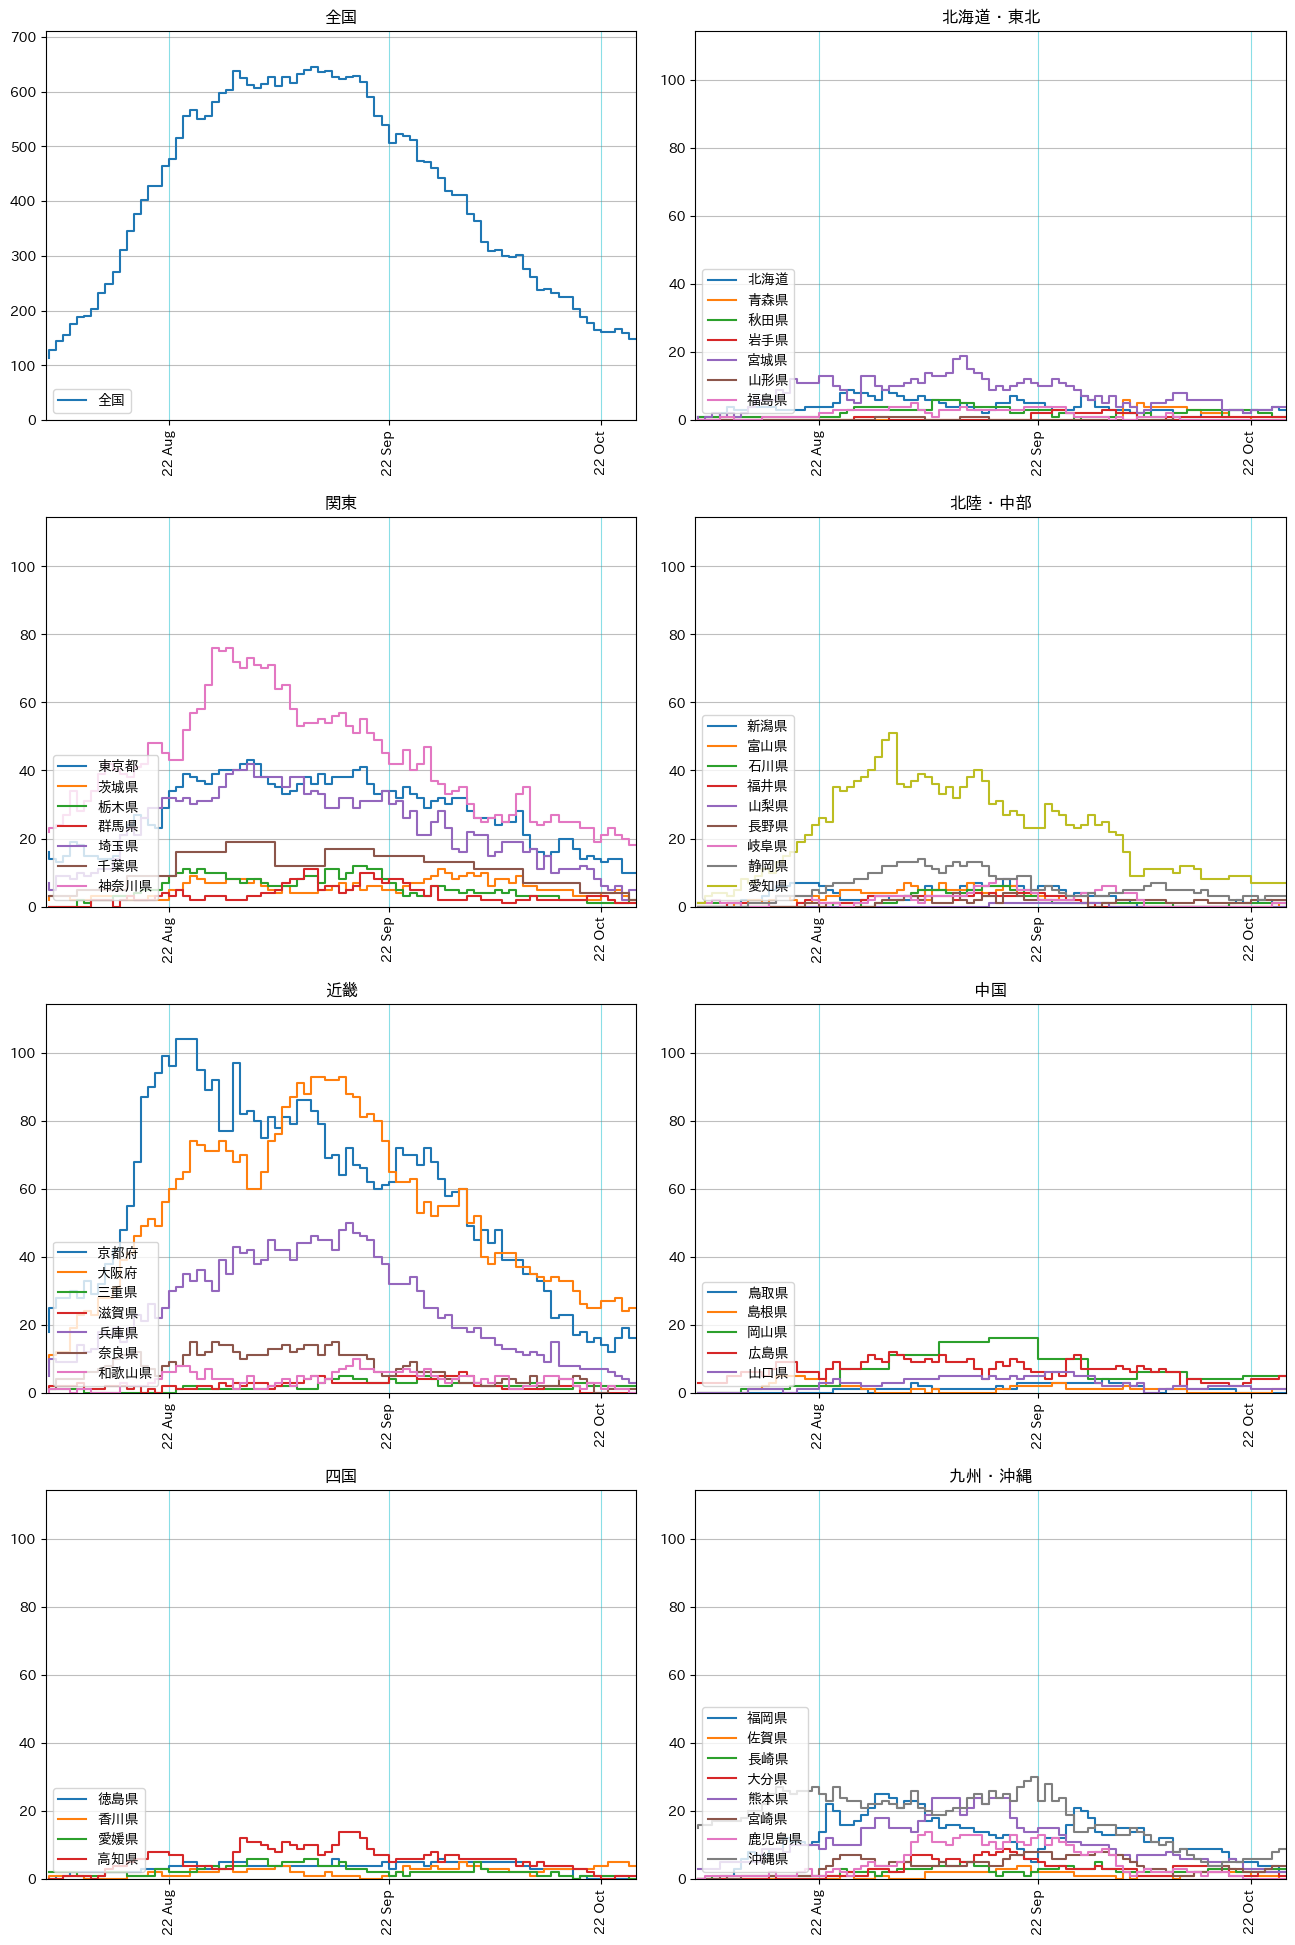 全国
700
600
500
400
300
200
100
0
全国
22 Aug
22 Sep
22 Oct
北海道・東北
100
80
60
40
20
0
北海道
青森県
秋田県
岩手県
宮城県
山形県
福島県
22 Aug
22 Sep
22 Oct
関東
100
80
60
40
20
0
東京都
茨城県
栃木県
群馬県
埼玉県
千葉県
神奈川県
22 Aug
22 Sep
22 Oct
北陸・中部
100
80
60
40
20
0
新潟県
富山県
石川県
福井県
山梨県
長野県
岐阜県
静岡県
愛知県
22 Aug
22 Sep
22 Oct
近畿
100
80
60
40
20
0
京都府
大阪府
三重県
滋賀県
兵庫県
奈良県
和歌山県
22 Aug
22 Sep
22 Oct
中国
100
80
60
40
20
0
鳥取県
島根県
岡山県
広島県
山口県
22 Aug
22 Sep
22 Oct
四国
100
80
60
40
20
0
徳島県
香川県
愛媛県
高知県
22 Aug
22 Sep
22 Oct
九州・沖縄
100
80
60
40
20
0
福岡県
佐賀県
長崎県
大分県
熊本県
宮崎県
鹿児島県
沖縄県
22 Aug
22 Sep
22 Oct